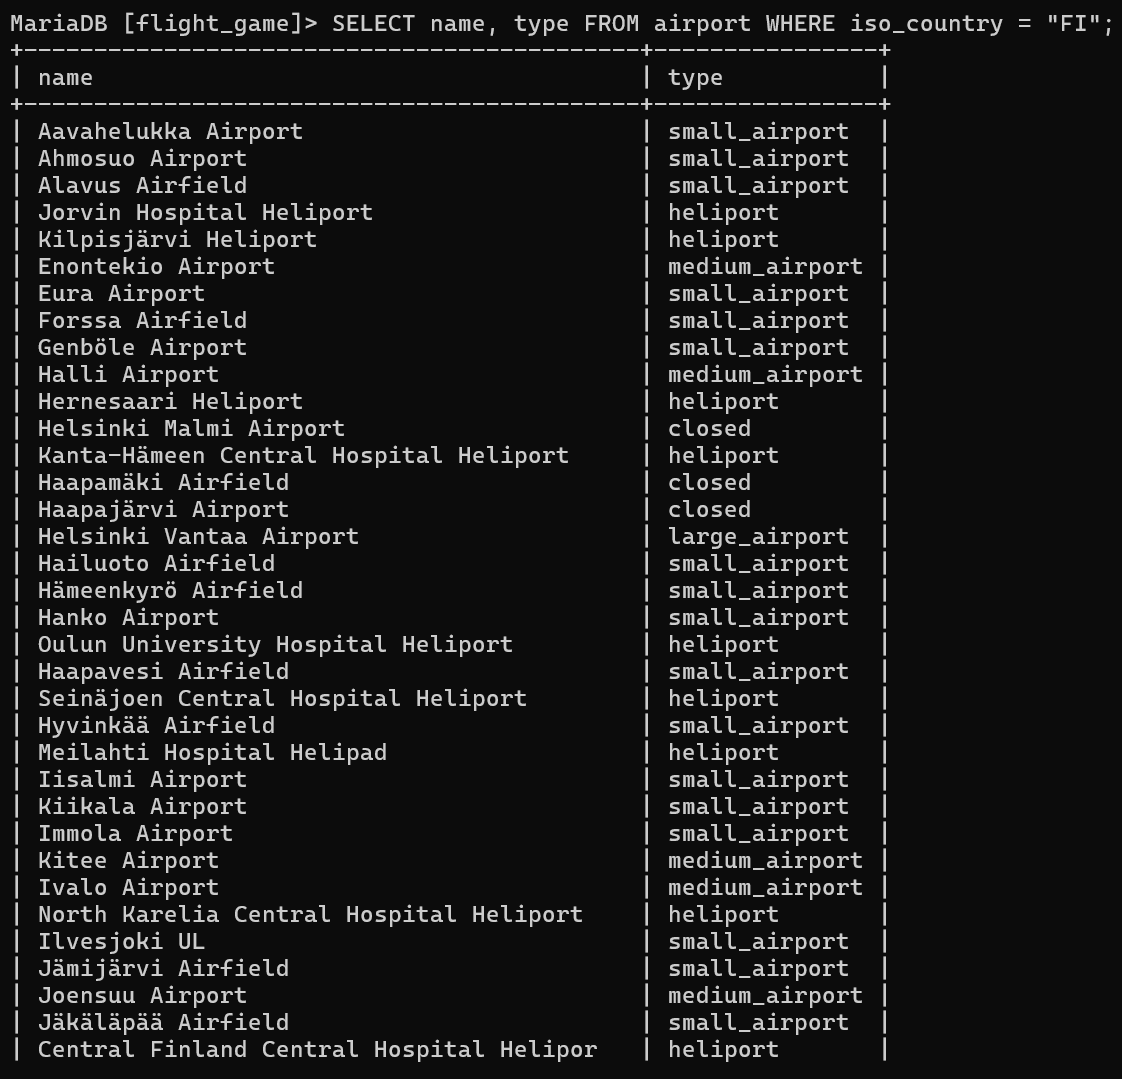 MariaDB [flight_game]> SELECT name, type FROM airport WHERE iso_country = "FI";
+--------------------------------------------+----------------+
| name                                       | type           |
+--------------------------------------------+----------------+
| Aavahelukka Airport                        | small_airport  |
| Ahmosuo Airport                            | small_airport  |
| Alavus Airfield                            | small_airport  |
| Jorvin Hospital Heliport                   | heliport       |
| Kilpisjärvi Heliport                       | heliport       |
| Enontekio Airport                          | medium_airport |
| Eura Airport                               | small_airport  |
| Forssa Airfield                            | small_airport  |
| Genböle Airport                            | small_airport  |
| Halli Airport                              | medium_airport |
| Hernesaari Heliport                        | heliport       |
| Helsinki Malmi Airport                     | closed         |
| Kanta-Hämeen Central Hospital Heliport     | heliport       |
| Haapamäki Airfield                         | closed         |
| Haapajärvi Airport                         | closed         |
| Helsinki Vantaa Airport                    | large_airport  |
| Hailuoto Airfield                          | small_airport  |
| Hämeenkyrö Airfield                        | small_airport  |
| Hanko Airport                              | small_airport  |
| Oulun University Hospital Heliport         | heliport       |
| Haapavesi Airfield                         | small_airport  |
| Seinäjoen Central Hospital Heliport        | heliport       |
| Hyvinkää Airfield                          | small_airport  |
| Meilahti Hospital Helipad                  | heliport       |
| Iisalmi Airport                            | small_airport  |
| Kiikala Airport                            | small_airport  |
| Immola Airport                             | small_airport  |
| Kitee Airport                              | medium_airport |
| Ivalo Airport                              | medium_airport |
| North Karelia Central Hospital Heliport    | heliport       |
| Ilvesjoki UL                               | small_airport  |
| Jämijärvi Airfield                         | small_airport  |
| Joensuu Airport                            | medium_airport |
| Jäkäläpää Airfield                         | small_airport  |
| Central Finland Central Hospital Helipor   | heliport       |